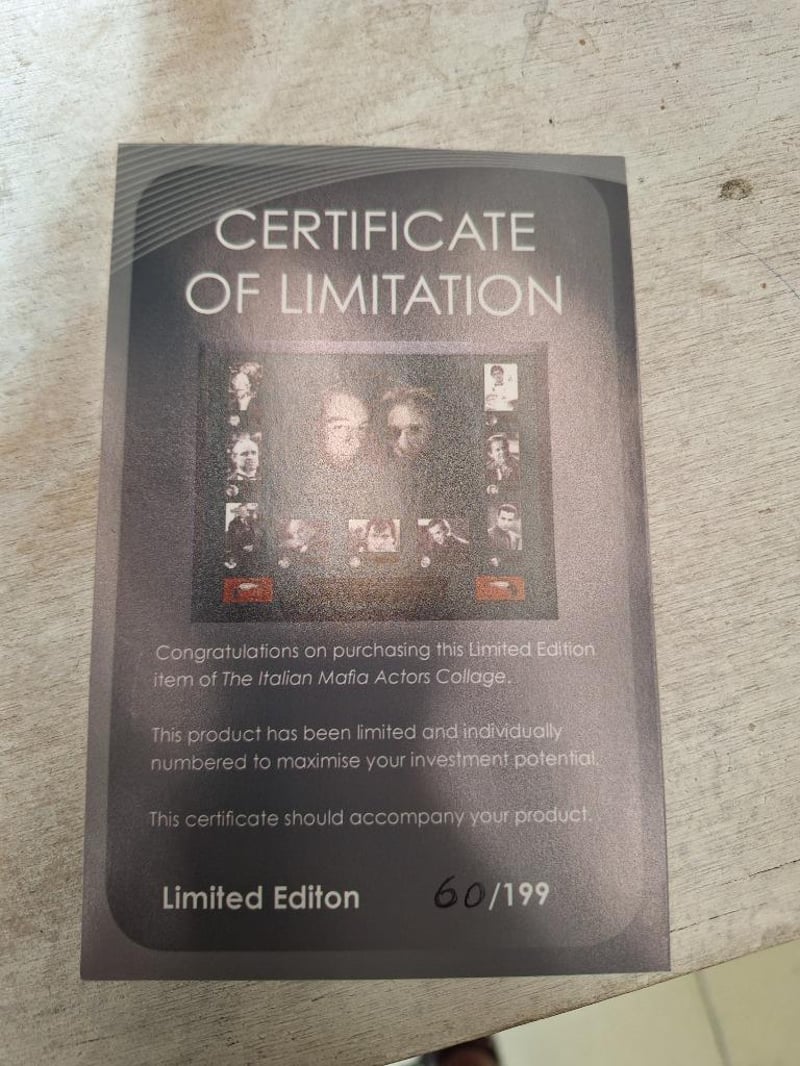 CERTIFICATE
OF LIMITATION
Congratulations on purchasing this Limited Edition
item of The Italian Mafia Actors Collage.
This product has been limited and individually
numbered to maximise your investment potential.
This certificate should accompany your product.
Limited Editon 60/199